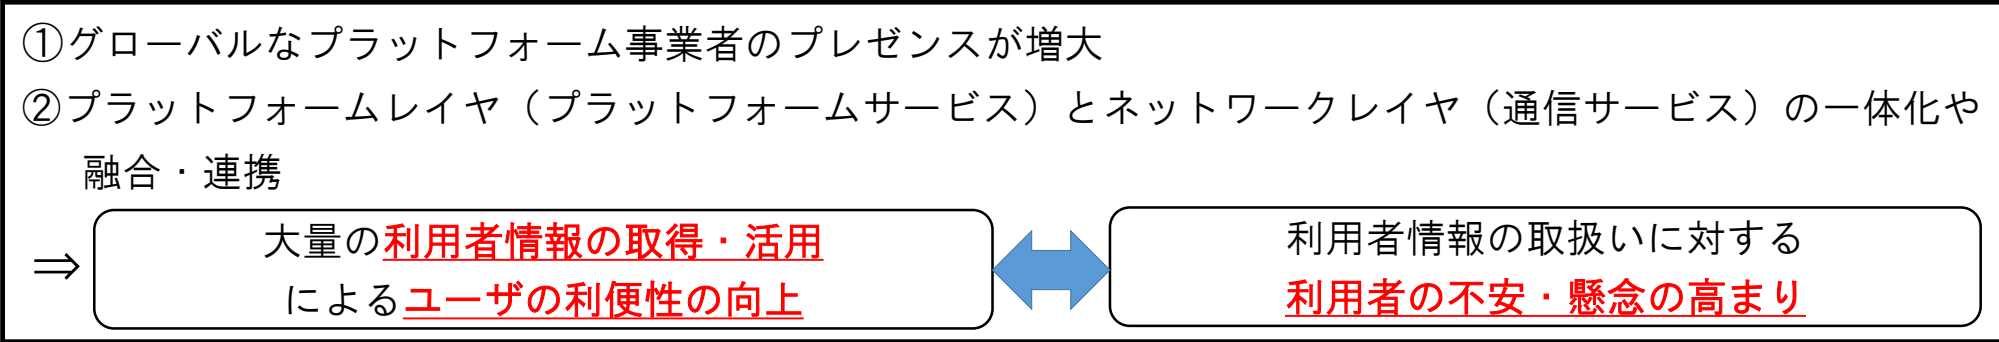 ①グローバルなプラットフォーム事業者のプレゼンスが増大
②プラットフォームレイヤ（プラットフォームサービス）とネットワークレイヤ（通信サービス）の一体化や
融合・連携
⇒
大量の利用者情報の取得・活用
によるユーザの利便性の向上
利用者情報の取扱いに対する
利用者の不安・懸念の高まり